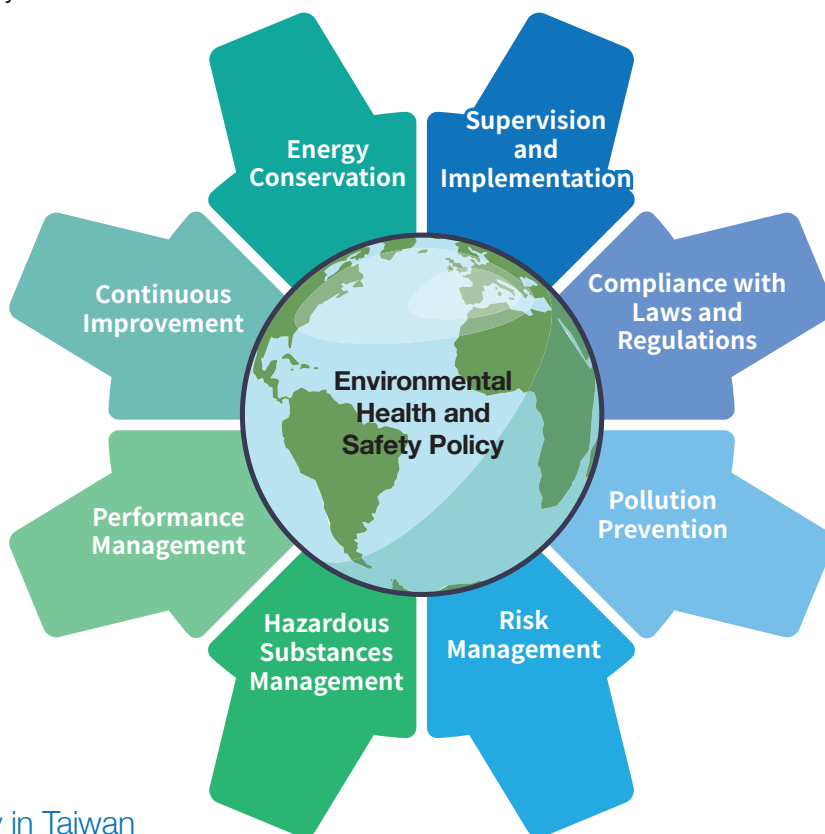 Energy
Conservation
Supervision
and
Implementation
Continuous
Improvement
Compliance with
Laws and
Regulations
Environmental
Health and
Safety Policy
Performance
Management
Pollution
Prevention
Hazardous
Substances
Management
Risk
Management
in Taiwan